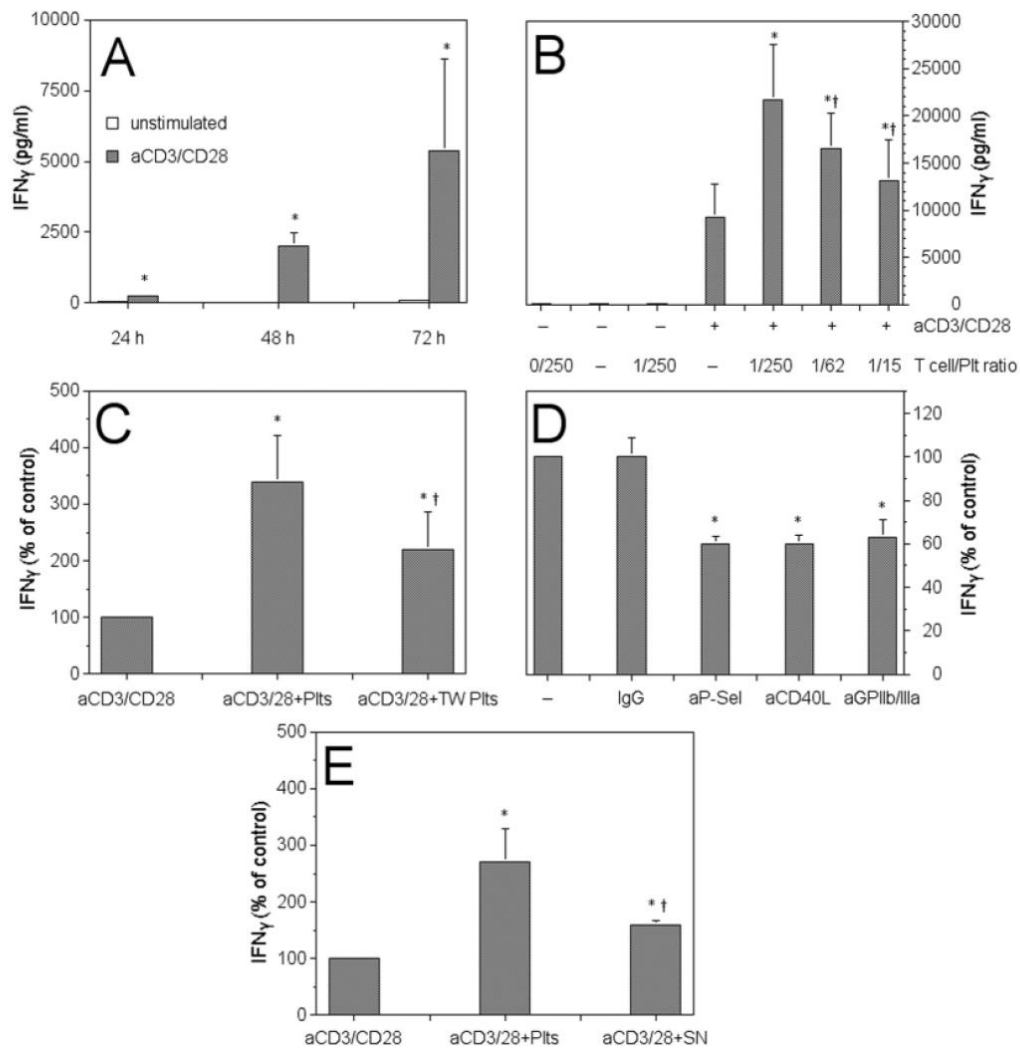 A
10000
7500
5000
2500
0
IFNγ (pg/ml)
unstimulated
aCD3/CD28
*
*
*
24 h
48 h
72 h
B
30000
25000
20000
15000
10000
5000
0
IFNγ (pg/ml)
*
*†
*†
– – – + + + + aCD3/CD28
0/250 – 1/250 – 1/250 1/62 1/15 T cell/Plt ratio
C
500
400
300
200
100
0
IFNγ (% of control)
*
* †
aCD3/CD28 aCD3/28+Plts aCD3/28+TW Plts
D
120
100
80
60
40
20
0
IFNγ (% of control)
*
*
*
– IgG aP-Sel aCD40L aGPIIb/IIIa
E
500
400
300
200
100
0
IFNγ (% of control)
*
* †
aCD3/CD28 aCD3/28+Plts aCD3/28+SN